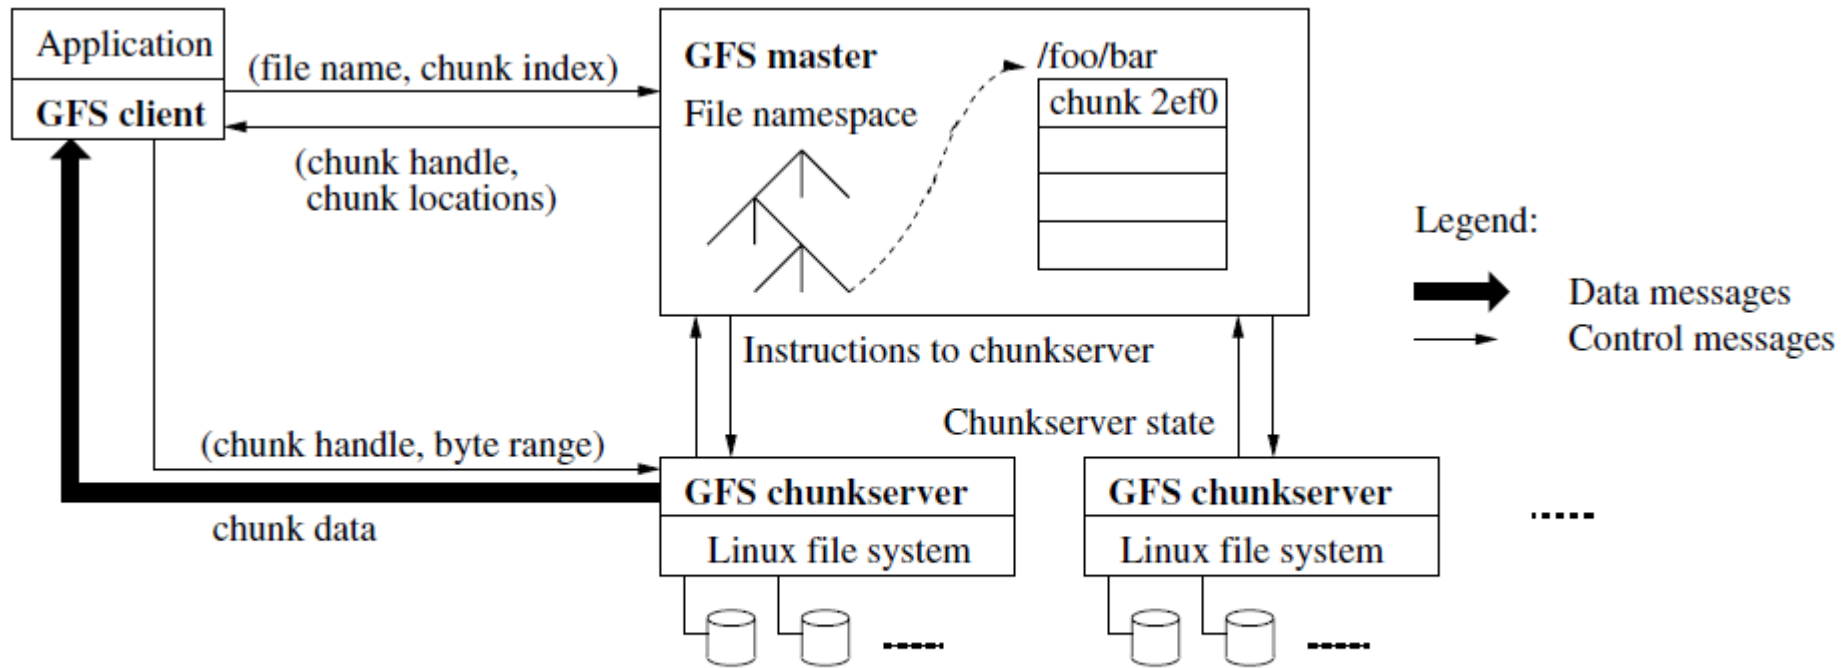 Application
GFS client
(file name, chunk index)
(chunk handle,
chunk locations)
GFS master
File namespace
/foo/bar
chunk 2ef0
Legend:
Data messages
Control messages
Instructions to chunkserver
Chunkserver state
(chunk handle, byte range)
chunk data
GFS chunkserver
Linux file system
GFS chunkserver
Linux file system